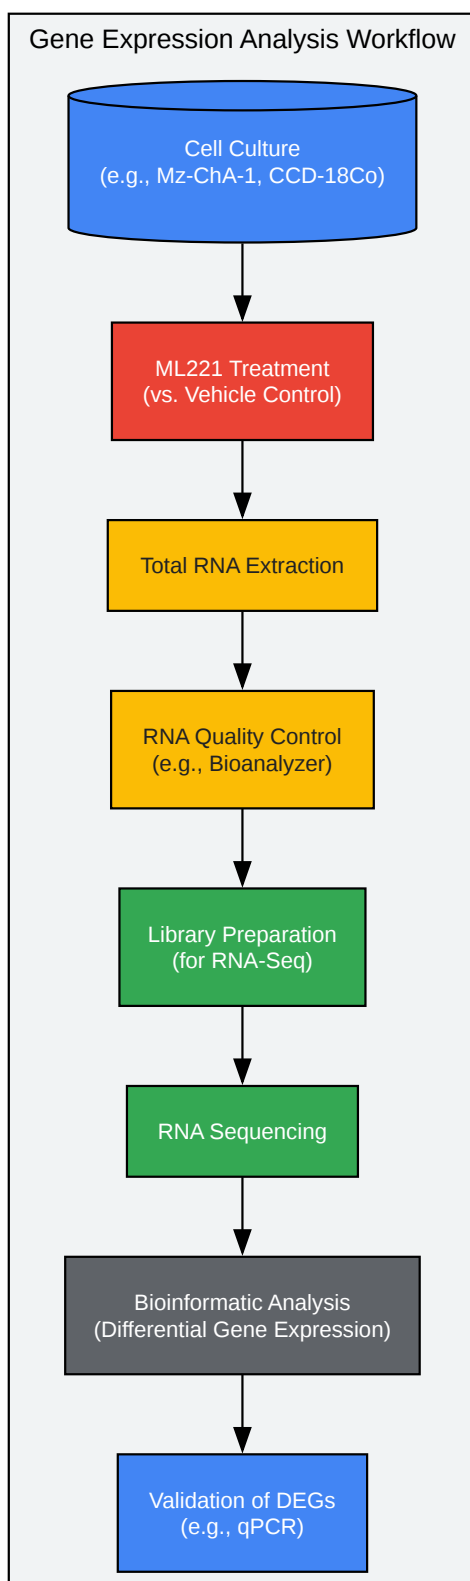 Gene Expression Analysis Workflow
Cell Culture
(e.g., Mz-ChA-1, CCD-18Co)
ML221 Treatment
(vs. Vehicle Control)
Total RNA Extraction
RNA Quality Control
(e.g., Bioanalyzer)
Library Preparation
(for RNA-Seq)
RNA Sequencing
Bioinformatic Analysis
(Differential Gene Expression)
Validation of DEGs
(e.g., qPCR)